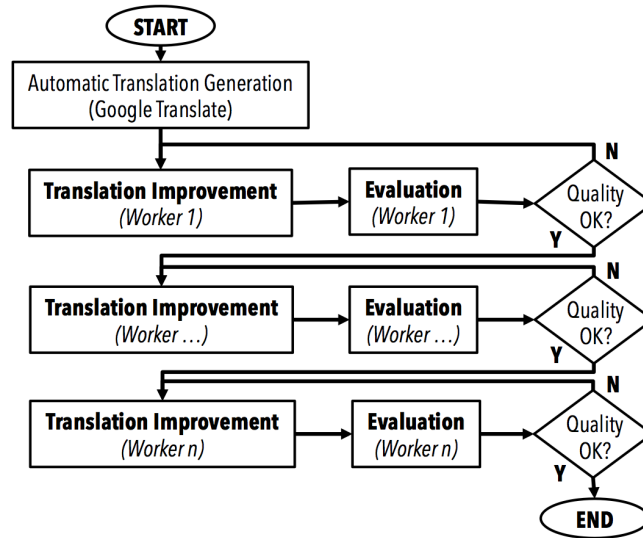 START
Automatic Translation Generation
(Google Translate)
N
Translation Improvement
(Worker 1)
Evaluation
(Worker 1)
Quality
OK?
Y
N
Translation Improvement
(Worker ...)
Evaluation
(Worker ...)
Quality
OK?
Y
N
Translation Improvement
(Worker n)
Evaluation
(Worker n)
Quality
OK?
Y
END